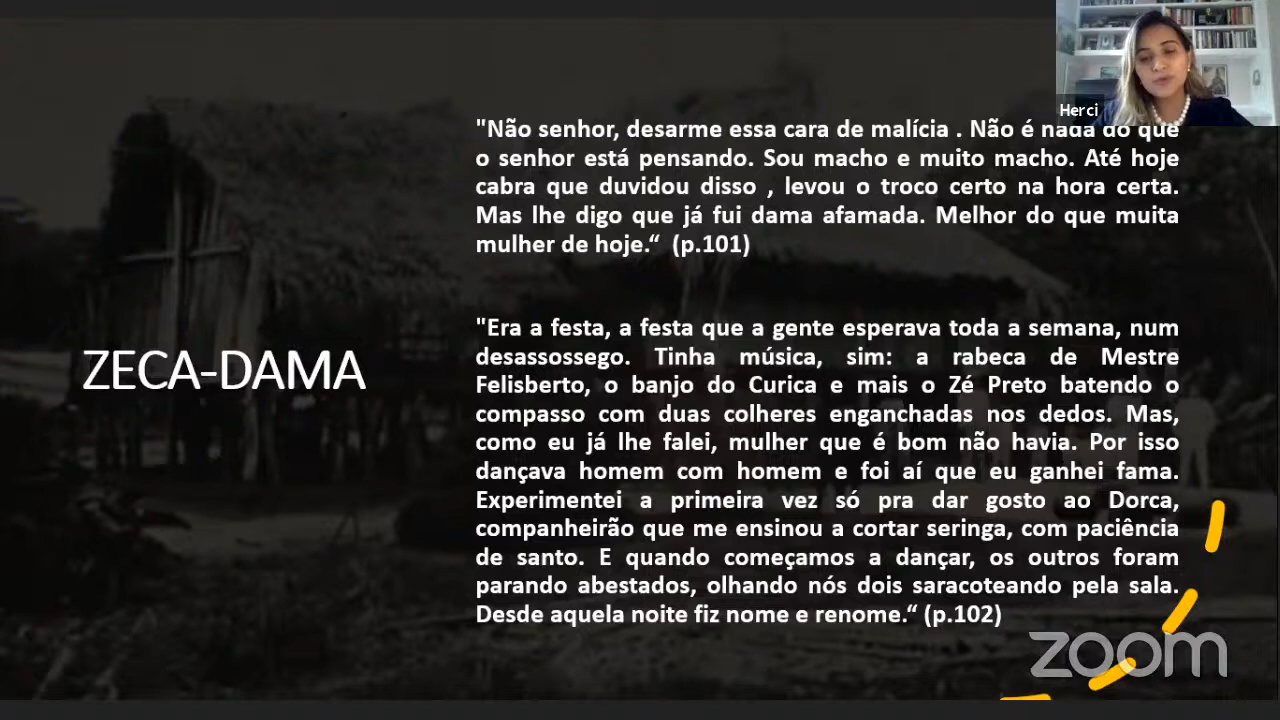 Herci
"Não senhor, desarme essa cara de malícia . Não é nada do que
o senhor está pensando. Sou macho e muito macho. Até hoje
cabra que duvidou disso , levou o troco certo na hora certa.
Mas lhe digo que já fui dama afamada. Melhor do que muita
mulher de hoje.“ (p.101)
ZECA-DAMA
"Era a festa, a festa que a gente esperava toda a semana, num
desassossego. Tinha música, sim: a rabeca de Mestre
Felisberto, o banjo do Curica e mais o Zé Preto batendo o
compasso com duas colheres enganchadas nos dedos. Mas,
como eu já lhe falei, mulher que é bom não havia. Por isso
dançava homem com homem e foi aí que eu ganhei fama.
Experimentei a primeira vez só pra dar gosto ao Dorca,
companheirão que me ensinou a cortar seringa, com paciência
de santo. E quando começamos a dançar, os outros foram
parando abestados, olhando nós dois saracoteando pela sala.
Desde aquela noite fiz nome e renome.“ (p.102)
zoom